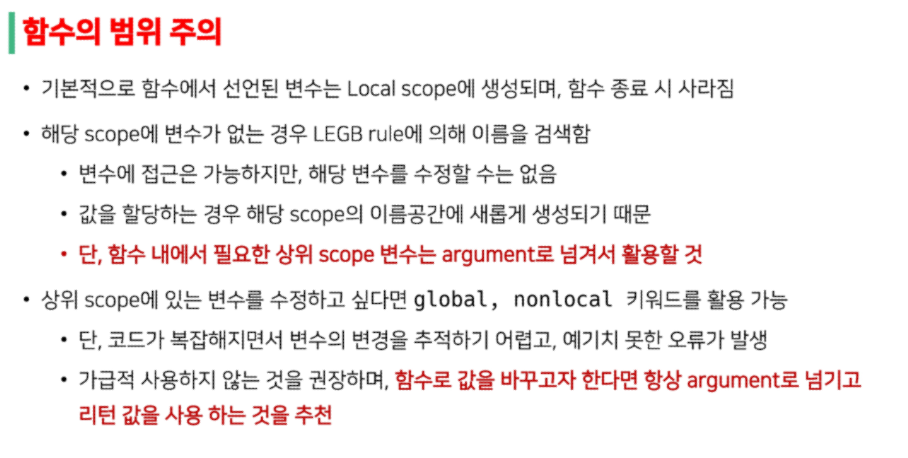 함수의 범위 주의
• 기본적으로 함수에서 선언된 변수는 Local scope에 생성되며, 함수 종료 시 사라짐
• 해당 scope에 변수가 없는 경우 LEGB rule에 의해 이름을 검색함
• 변수에 접근은 가능하지만, 해당 변수를 수정할 수는 없음
• 값을 할당하는 경우 해당 scope의 이름공간에 새롭게 생성되기 때문
• 단, 함수 내에서 필요한 상위 scope 변수는 argument로 넘겨서 활용할 것
• 상위 scope에 있는 변수를 수정하고 싶다면 global, nonlocal 키워드를 활용 가능
• 단, 코드가 복잡해지면서 변수의 변경을 추적하기 어렵고, 예기치 못한 오류가 발생
• 가급적 사용하지 않는 것을 권장하며, 함수로 값을 바꾸고자 한다면 항상 argument로 넘기고
리턴 값을 사용 하는 것을 추천